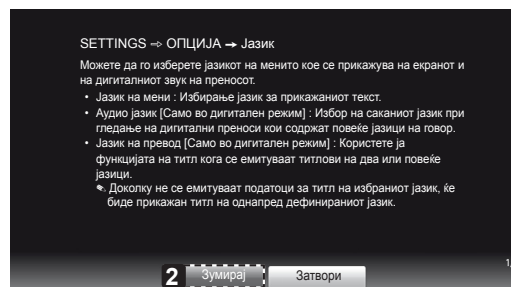 SETTINGS ⇨ ОПЦИЈА → Јазик
Можете да го изберете јазикот на менито кое се прикажува на екранот и
на дигиталниот звук на преносот.
• Јазик на мени : Избирање јазик за прикажаниот текст.
• Аудио јазик [Само во дигитален режим] : Избор на саканиот јазик при
гледање на дигитални преноси кои содржат повеќе јазици на говор.
• Јазик на превод [Само во дигитален режим] : Користете ја
функцијата на титл кога се емитуваат титлови на два или повеќе
јазици.
✎ Доколку не се емитуваат податоци за титл на избраниот јазик, ќе
биде прикажан титл на однапред дефинираниот јазик.
2 Зумирај Затвори